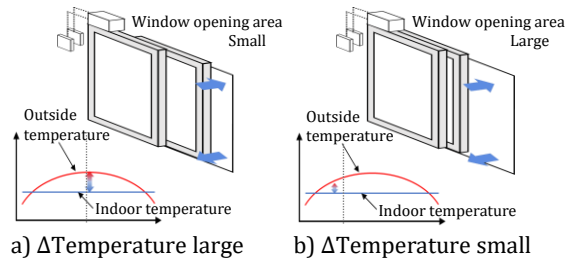 Window opening area
Small
Outside
temperature
Indoor temperature
a) ΔTemperature large
Window opening area
Large
Outside
temperature
Indoor temperature
b) ΔTemperature small